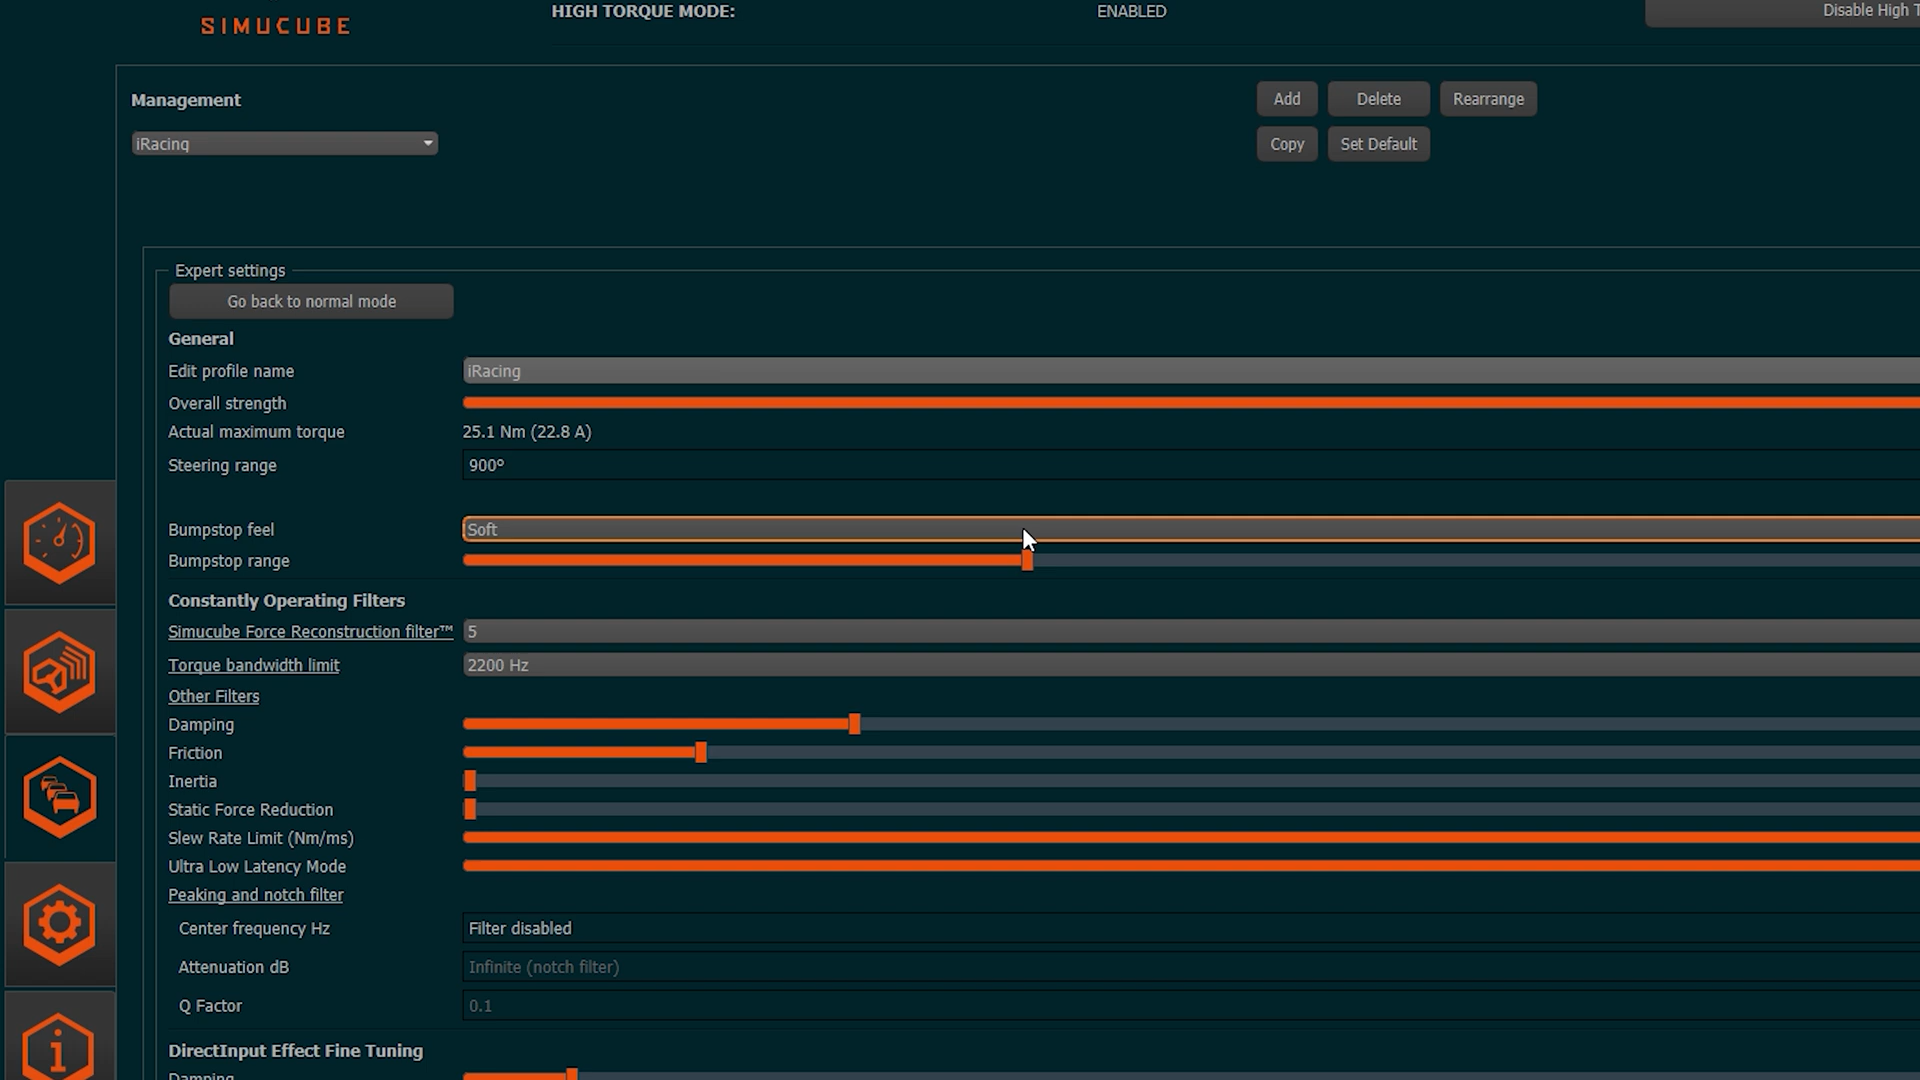 SIMUCUBE
HIGH TORQUE MODE: ENABLED Disable High T
Management
Add Delete Rearrange
iRacing
Copy Set Default
Expert settings
Go back to normal mode
General
Edit profile name iRacing
Overall strength
Actual maximum torque 25.1 Nm (22.8 A)
Steering range 900°
Bumpstop feel Soft
Bumpstop range
Constantly Operating Filters
Simucube Force Reconstruction filter™ 5
Torque bandwidth limit 2200 Hz
Other Filters
Damping
Friction
Inertia
Static Force Reduction
Slew Rate Limit (Nm/ms)
Ultra Low Latency Mode
Peaking and notch filter
Center frequency Hz Filter disabled
Attenuation dB Infinite (notch filter)
Q Factor 0.1
DirectInput Effect Fine Tuning
Damping